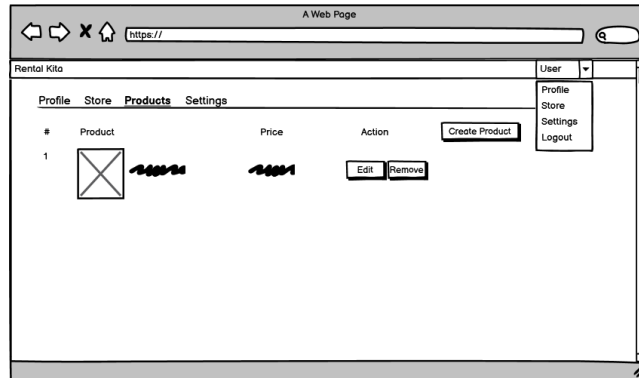 A Web Page
https://
Rental Kita
User
Profile
Store
Settings
Logout
Profile Store Products Settings
# Product Price Action Create Product
1
Edit Remove